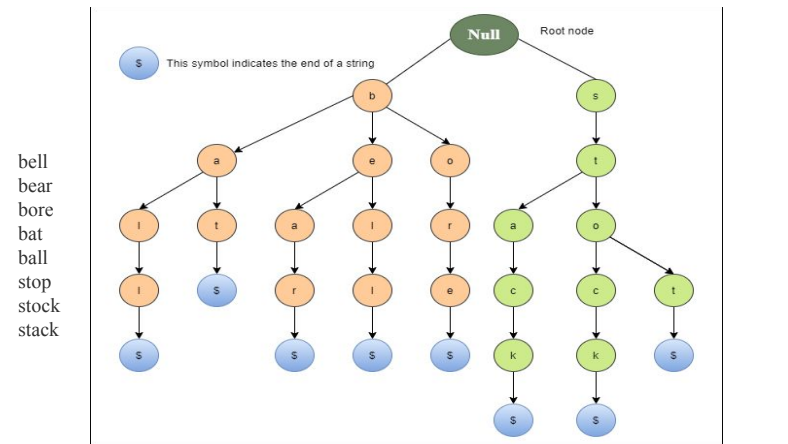 Null
Root node
$ This symbol indicates the end of a string
b s
a e o t
l t a l r a o
l $ r l e c c t
$ $ $ $ k k $
$ $
bell
bear
bore
bat
ball
stop
stock
stack